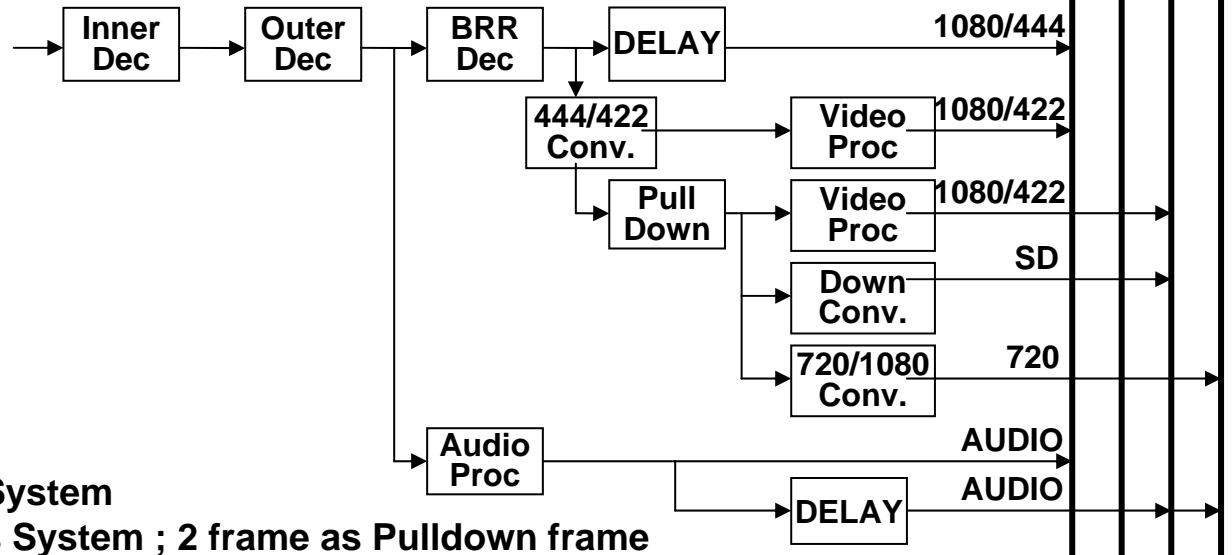 Inner
Dec
Outer
Dec
BRR
Dec
DELAY
1080/444
444/422
Conv.
Video
Proc
1080/422
Pull
Down
Video
Proc
1080/422
Down
Conv.
SD
720/1080
Conv.
720
Audio
Proc
AUDIO
DELAY
AUDIO
System
System ; 2 frame as Pulldown frame